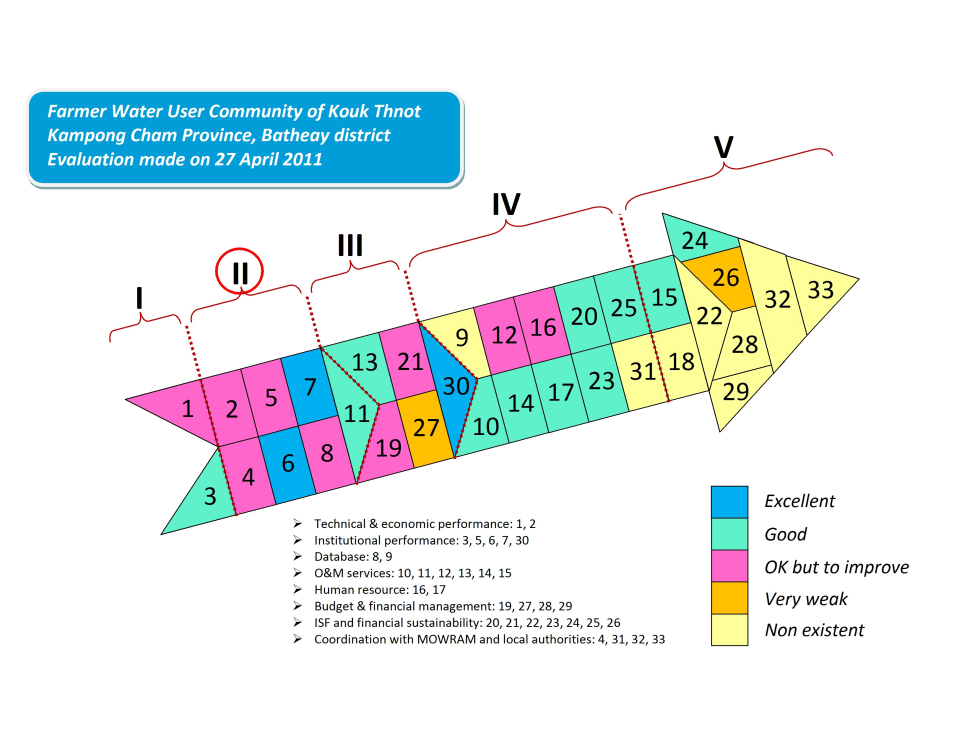 Farmer Water User Community of Kouk Thnot
Kampong Cham Province, Batheay district
Evaluation made on 27 April 2011
I
II
III
IV
V
1
2
3
4
5
6
7
8
11
13
19
21
27
30
9
10
12
14
16
17
20
23
25
31
15
18
24
26
22
28
29
32
33
➢ Technical & economic performance: 1, 2
➢ Institutional performance: 3, 5, 6, 7, 30
➢ Database: 8, 9
➢ O&M services: 10, 11, 12, 13, 14, 15
➢ Human resource: 16, 17
➢ Budget & financial management: 19, 27, 28, 29
➢ ISF and financial sustainability: 20, 21, 22, 23, 24, 25, 26
➢ Coordination with MOWRAM and local authorities: 4, 31, 32, 33
Excellent
Good
OK but to improve
Very weak
Non existent